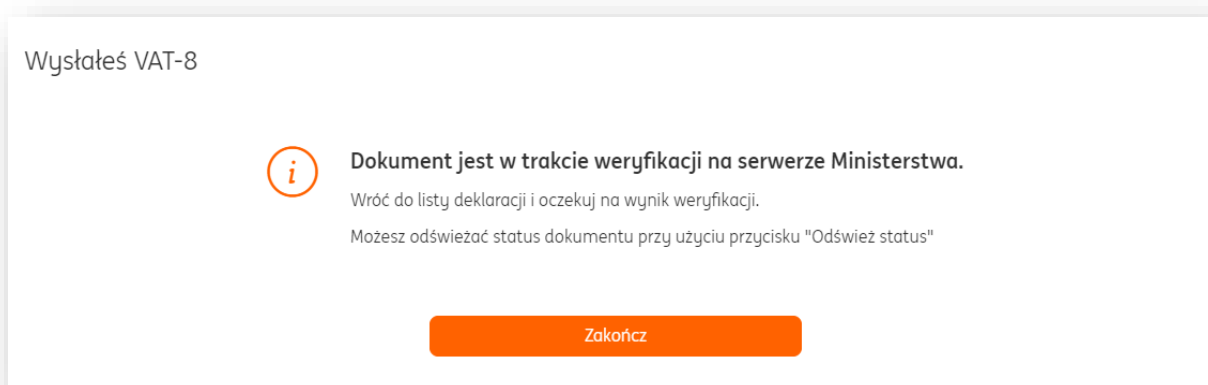 Wysłałeś VAT-8
i
Dokument jest w trakcie weryfikacji na serwerze Ministerstwa.
Wróć do listy deklaracji i oczekuj na wynik weryfikacji.
Możesz odświeżać status dokumentu przy użyciu przycisku "Odśwież status"
Zakończ